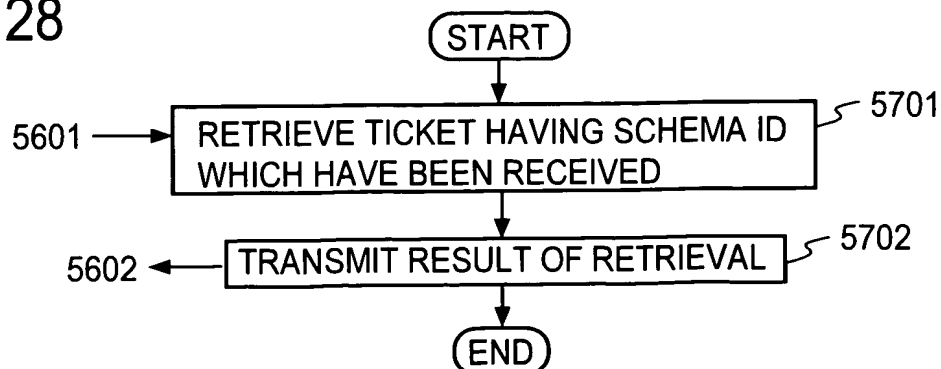 28
START
5601
RETRIEVE TICKET HAVING SCHEMA ID
WHICH HAVE BEEN RECEIVED
5701
5602
TRANSMIT RESULT OF RETRIEVAL
5702
END